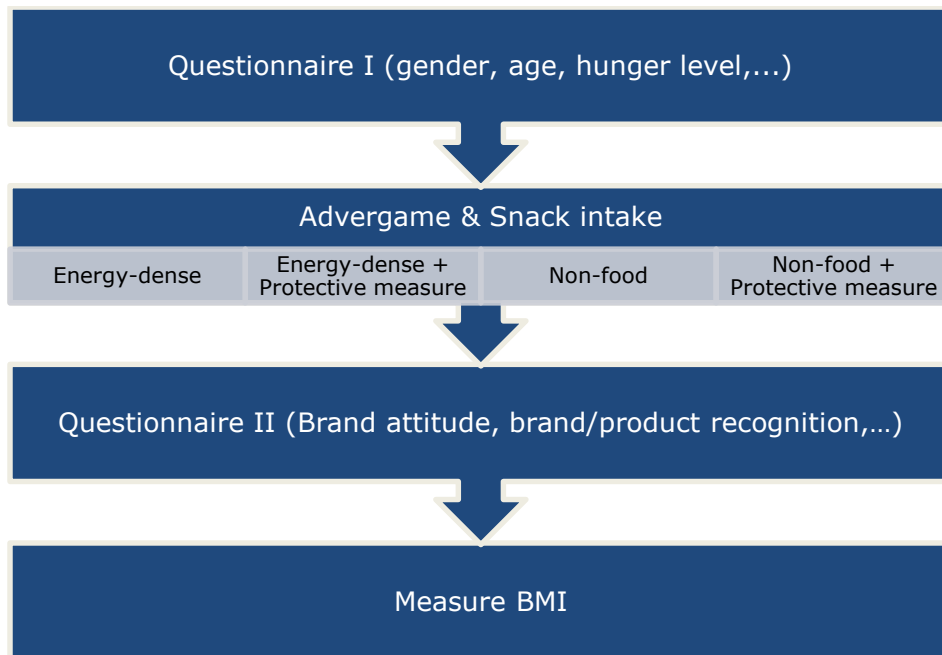 Questionnaire I (gender, age, hunger level,...)
Advergame & Snack intake
Energy-dense
Energy-dense +
Protective measure
Non-food
Non-food +
Protective measure
Questionnaire II (Brand attitude, brand/product recognition,…)
Measure BMI